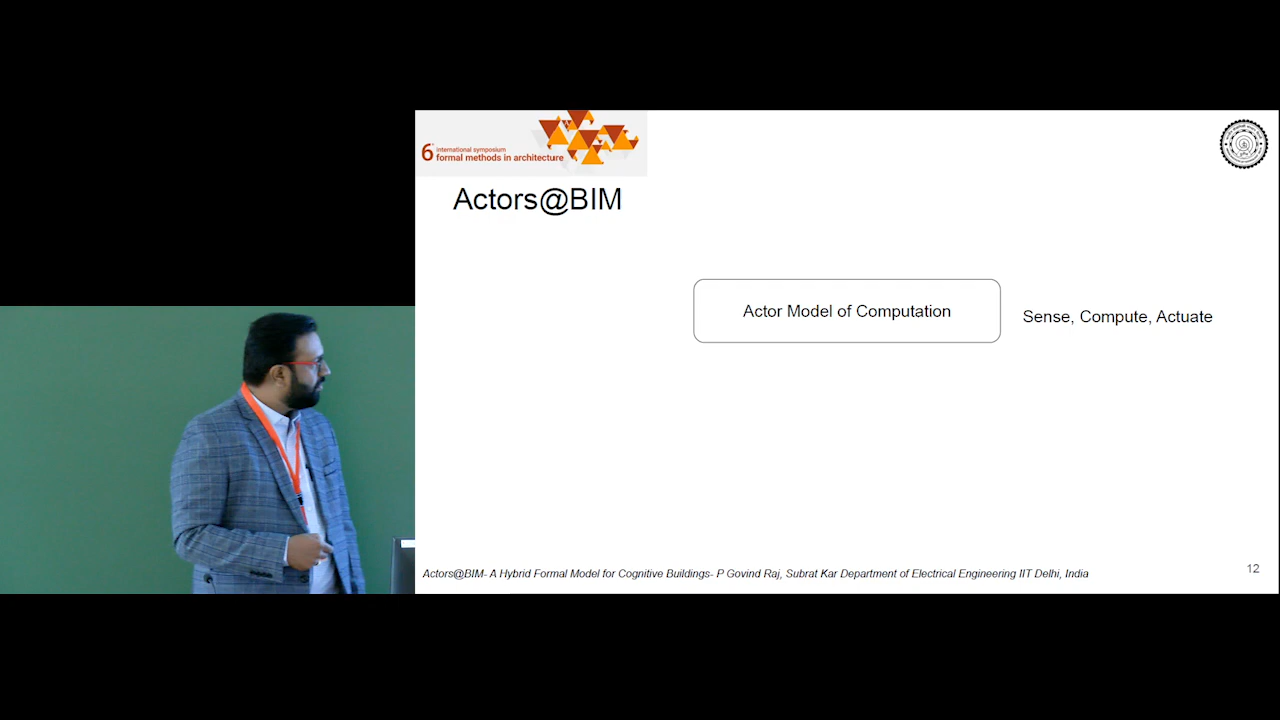 6th international symposium
formal methods in architecture
Actors@BIM
Actor Model of Computation
Sense, Compute, Actuate
Actors@BIM- A Hybrid Formal Model for Cognitive Buildings- P Govind Raj, Subrat Kar Department of Electrical Engineering IIT Delhi, India
12